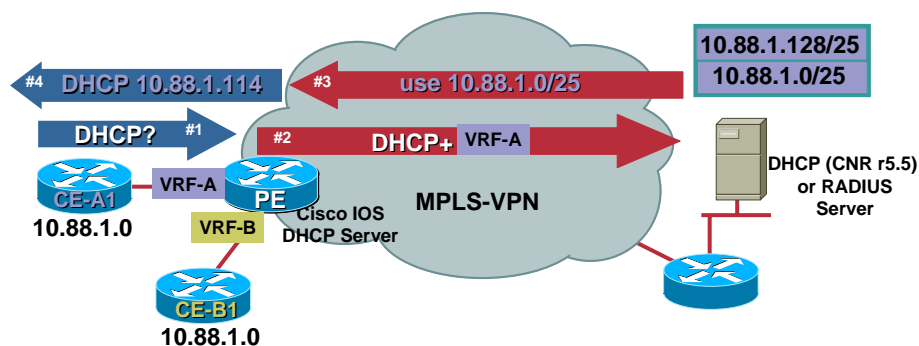 10.88.1.128/25
10.88.1.0/25
#4 DHCP 10.88.1.114
#3 use 10.88.1.0/25
DHCP? #1
#2 DHCP+ VRF-A
CE-A1
VRF-A
PE
10.88.1.0
VRF-B
Cisco IOS
DHCP Server
MPLS-VPN
DHCP (CNR r5.5)
or RADIUS
Server
CE-B1
10.88.1.0